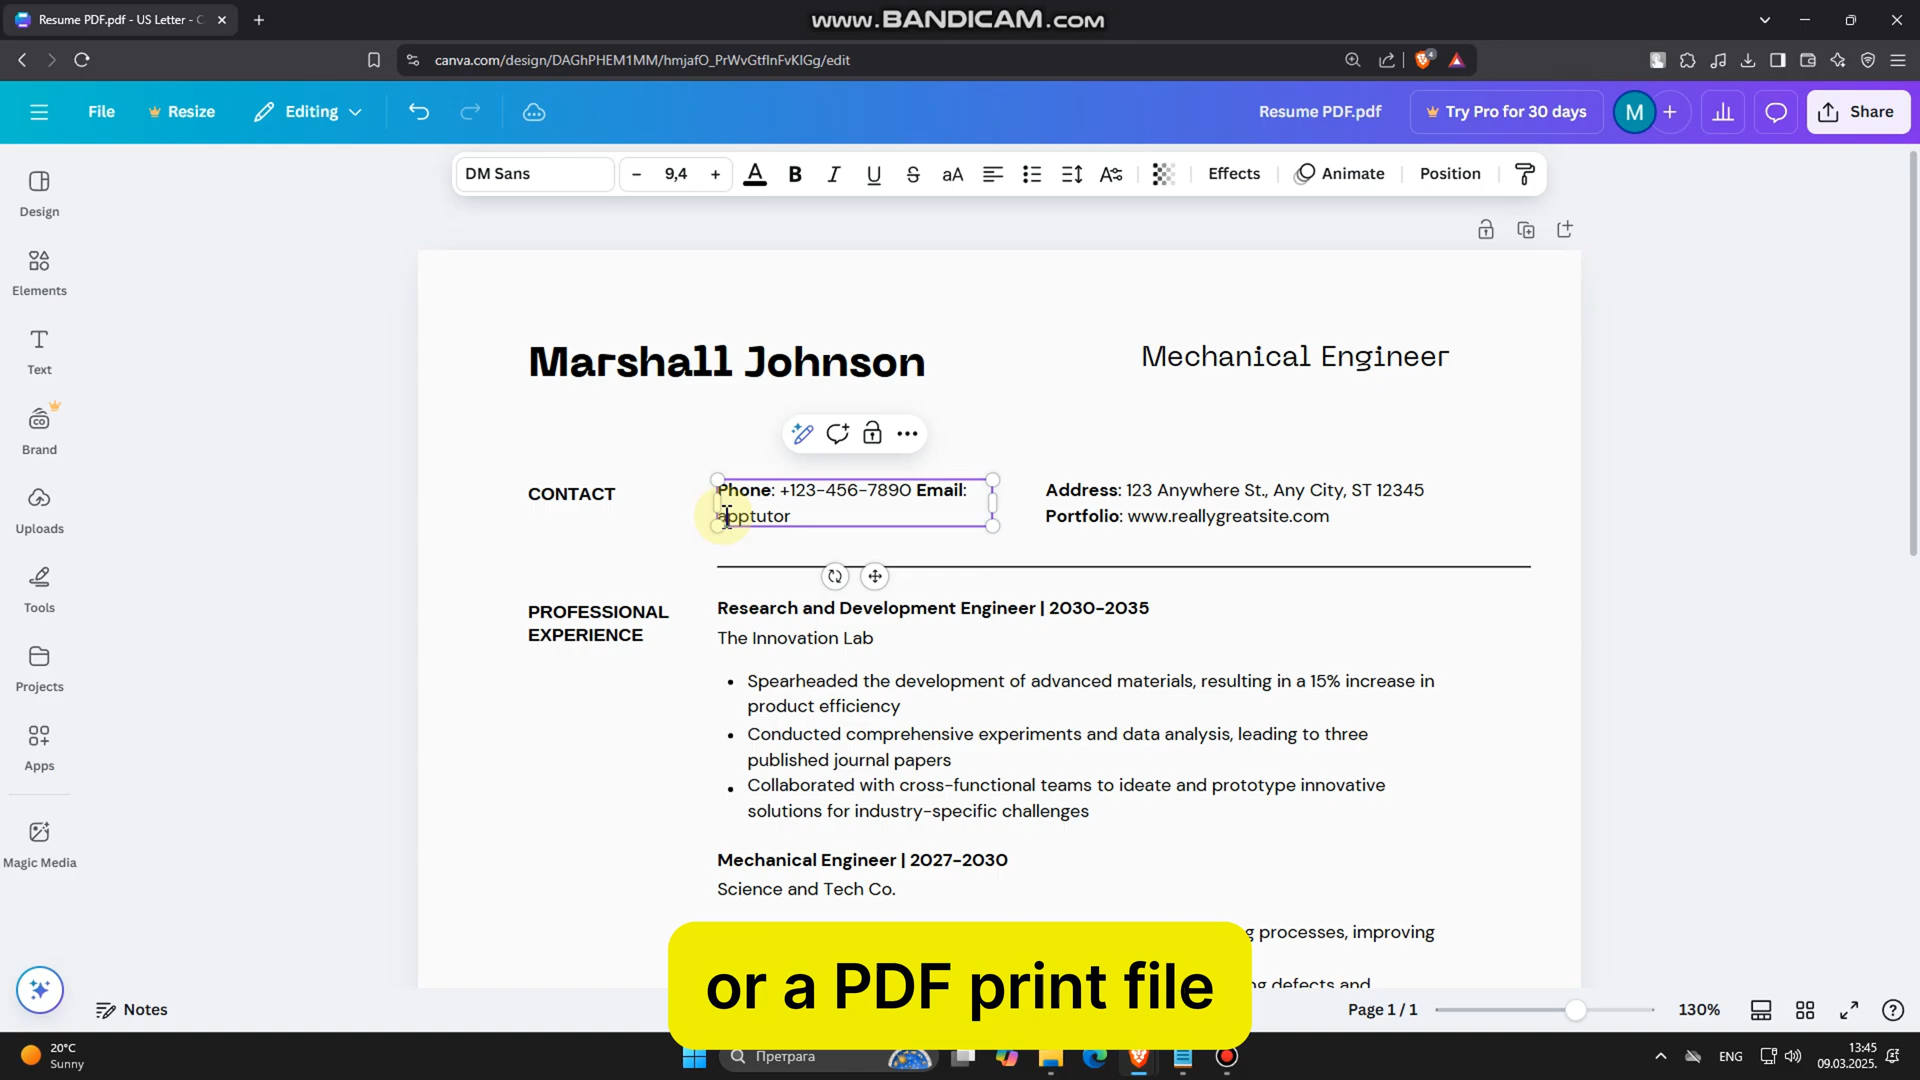 www.BANDICAM.com
Resume PDF.pdf - US Letter - C
canva.com/design/DAGhPHEM1MM/hmjafO_PrWvGtflnFvKlGg/edit
4
File
Resize
Editing
Resume PDF.pdf
Try Pro for 30 days
M
Share
DM Sans
9,4
A
B
I
U
S
aA
Effects
Animate
Position
Design
Elements
Text
Brand
Uploads
Tools
Projects
Apps
Magic Media
Marshall Johnson
Mechanical Engineer
CONTACT
Phone: +123-456-7890 Email:
apptutor
Address: 123 Anywhere St., Any City, ST 12345
Portfolio: www.reallygreatsite.com
PROFESSIONAL
EXPERIENCE
Research and Development Engineer | 2030-2035
The Innovation Lab
• Spearheaded the development of advanced materials, resulting in a 15% increase in
product efficiency
• Conducted comprehensive experiments and data analysis, leading to three
published journal papers
• Collaborated with cross-functional teams to ideate and prototype innovative
solutions for industry-specific challenges
Mechanical Engineer | 2027-2030
Science and Tech Co.
processes, improving
defects and
or a PDF print file
Notes
Page 1 / 1
130%
20°C
Sunny
Претрага
ENG
13:45
09.03.2025.